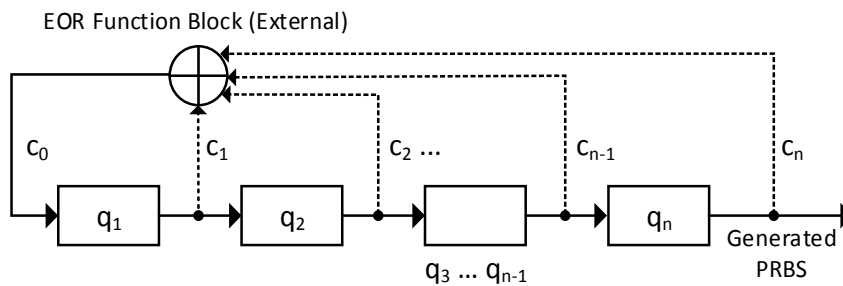 EOR Function Block (External)
c0
c1
c2 ...
cn-1
cn
q1
q2
qn
q3 ... qn-1
Generated
PRBS